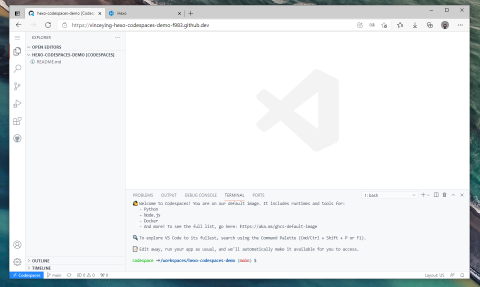 hexo-codespaces-demo [Codes
Hexo
https://vinceying-hexo-codespaces-demo-f983.github.dev
EXPLORER
OPEN EDITORS
HEXO-CODESPACES-DEMO [CODESPACES]
README.md
OUTLINE
TIMELINE
PROBLEMS OUTPUT DEBUG CONSOLE TERMINAL
1: bash
Welcome to Codespaces! You are on our default image. It includes runtimes and tools for:
- Python
- Node.js
- Docker
- and more! to see the full list, go here: https://aka.ms/ghcs-default-image
To explore VS Code to its fullest, search using the Command Palette (Cmd/Ctrl + Shift + P or F1).
Edit away, run your app as usual, and we'll automatically make it available for you to access.
codespace →/workspaces/hexo-codespaces-demo (main) $
Codespaces main 0 0 0
Layout: US